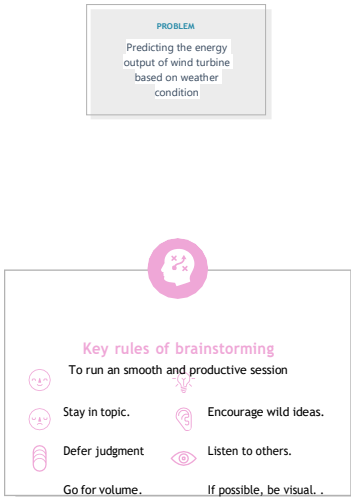 PROBLEM
Predicting the energy
output of wind turbine
based on weather
condition
Key rules of brainstorming
To run an smooth and productive session
Stay in topic.
Encourage wild ideas.
Defer judgment
Listen to others.
Go for volume.
If possible, be visual. .